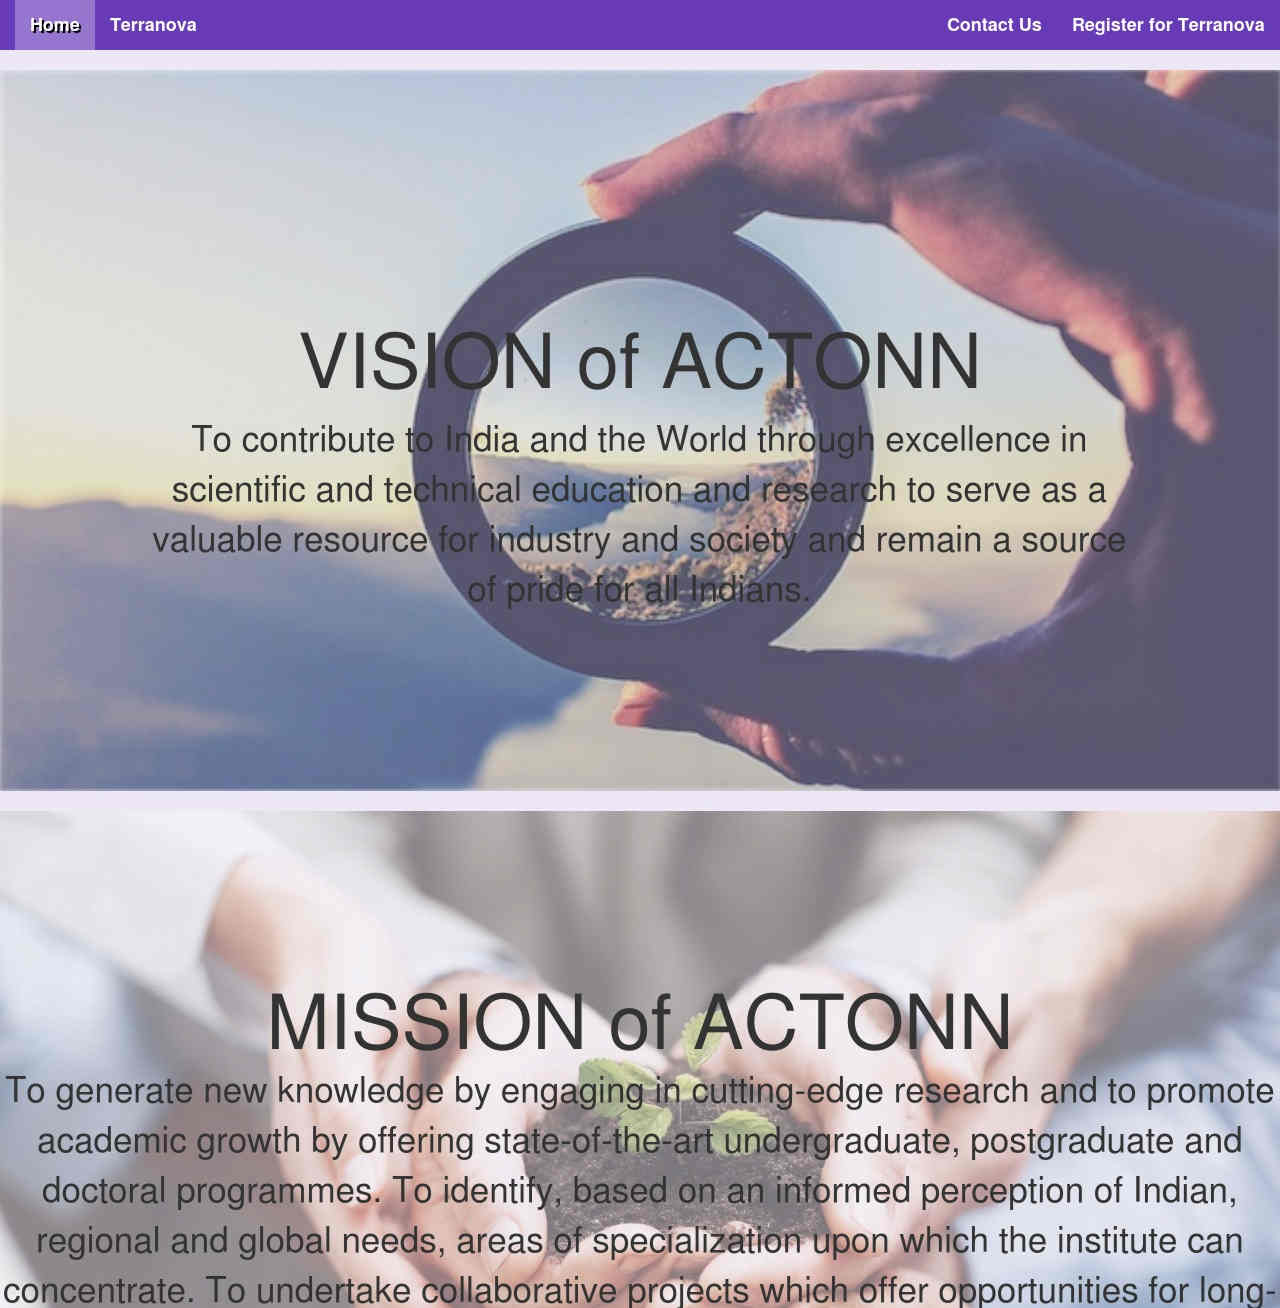 Home Terranova Contact Us Register for Terranova
VISION of ACTONN
To contribute to India and the World through excellence in
scientific and technical education and research to serve as a
valuable resource for industry and society and remain a source
of pride for all Indians.
MISSION of ACTONN
To generate new knowledge by engaging in cutting-edge research and to promote
academic growth by offering state-of-the-art undergraduate, postgraduate and
doctoral programmes. To identify, based on an informed perception of Indian,
regional and global needs, areas of specialization upon which the institute can
concentrate. To undertake collaborative projects which offer opportunities for long-